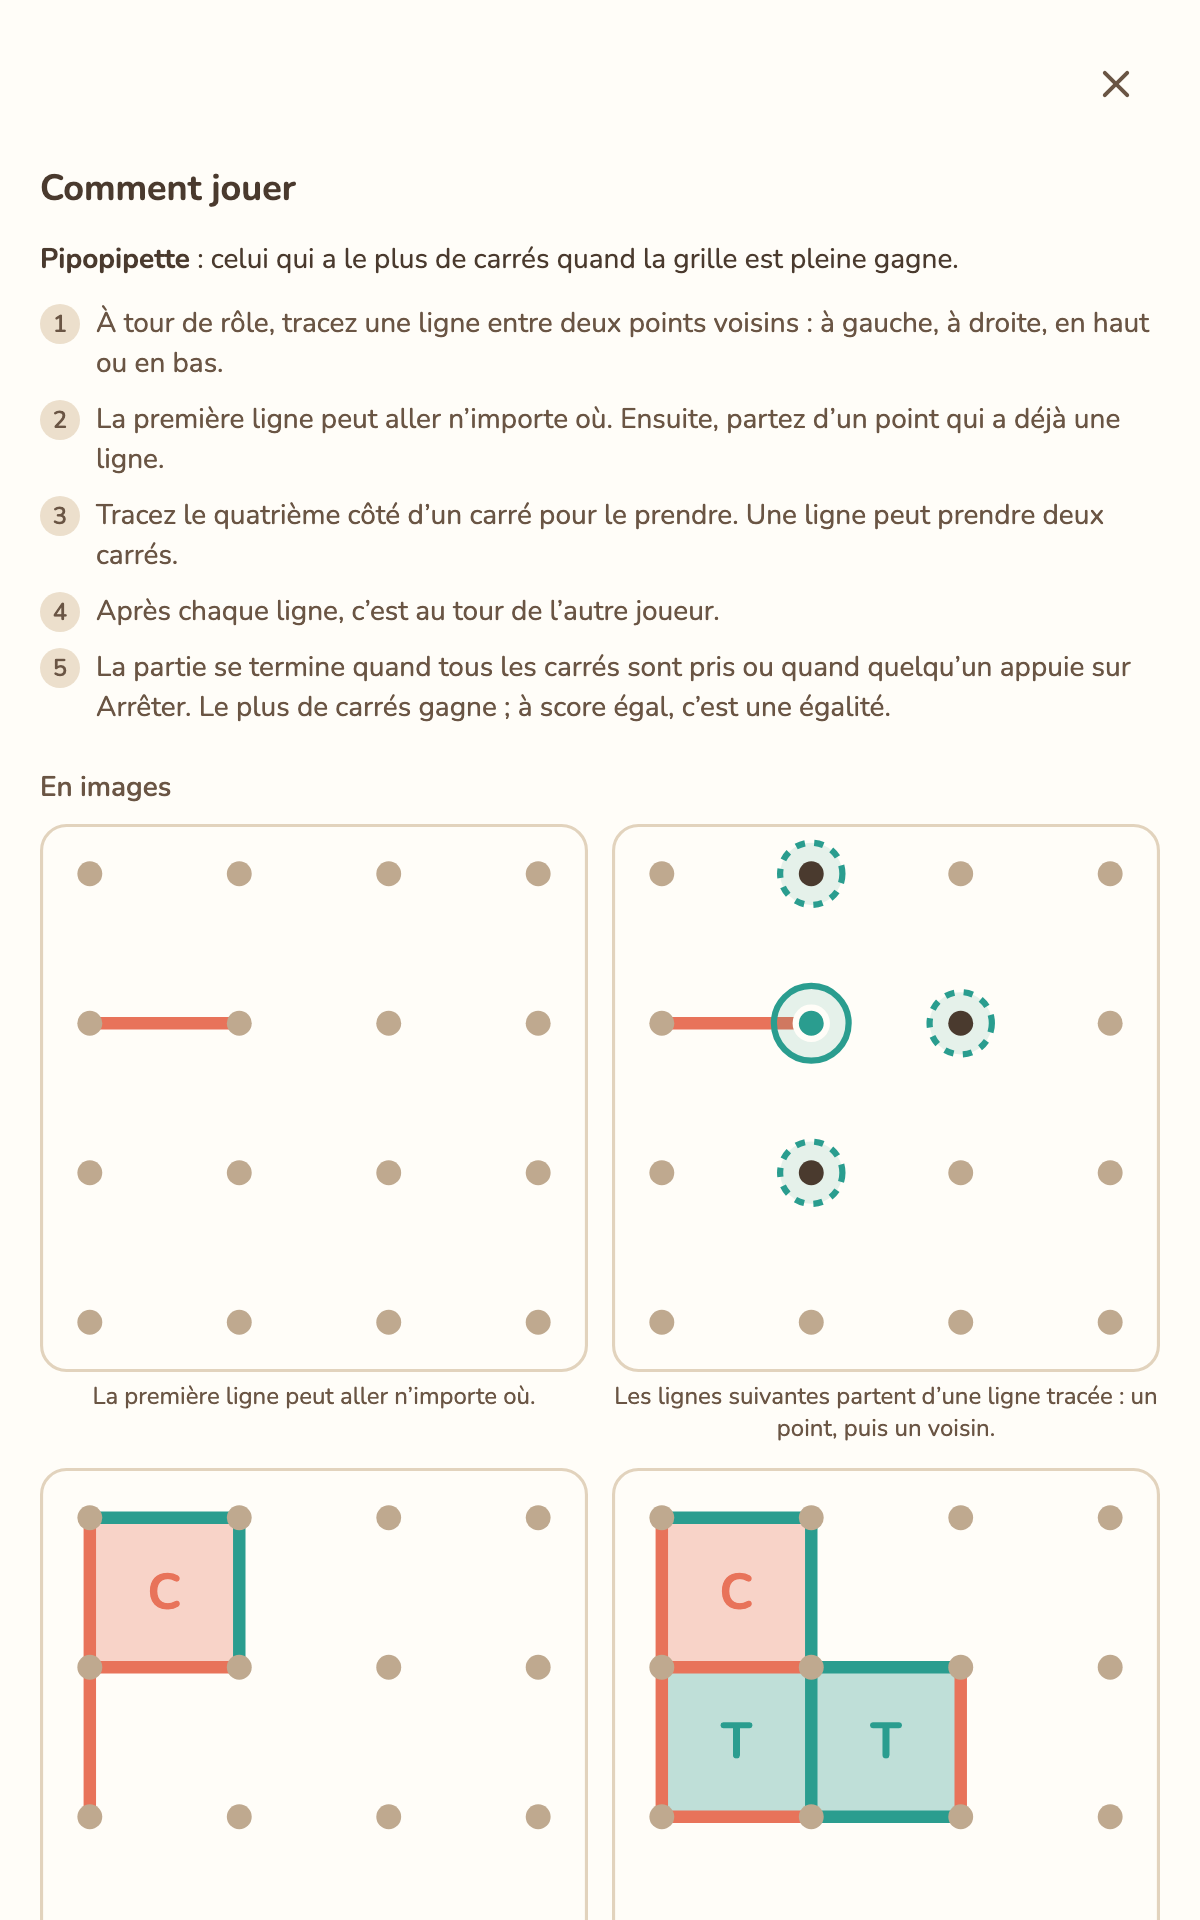 Comment jouer
Pipopipette : celui qui a le plus de carrés quand la grille est pleine gagne.
1 À tour de rôle, tracez une ligne entre deux points voisins : à gauche, à droite, en haut
ou en bas.
2 La première ligne peut aller n’importe où. Ensuite, partez d’un point qui a déjà une
ligne.
3 Tracez le quatrième côté d’un carré pour le prendre. Une ligne peut prendre deux
carrés.
4 Après chaque ligne, c’est au tour de l’autre joueur.
5 La partie se termine quand tous les carrés sont pris ou quand quelqu’un appuie sur
Arrêter. Le plus de carrés gagne ; à score égal, c’est une égalité.
En images
La première ligne peut aller n’importe où.
Les lignes suivantes partent d’une ligne tracée : un
point, puis un voisin.
C
C
T T